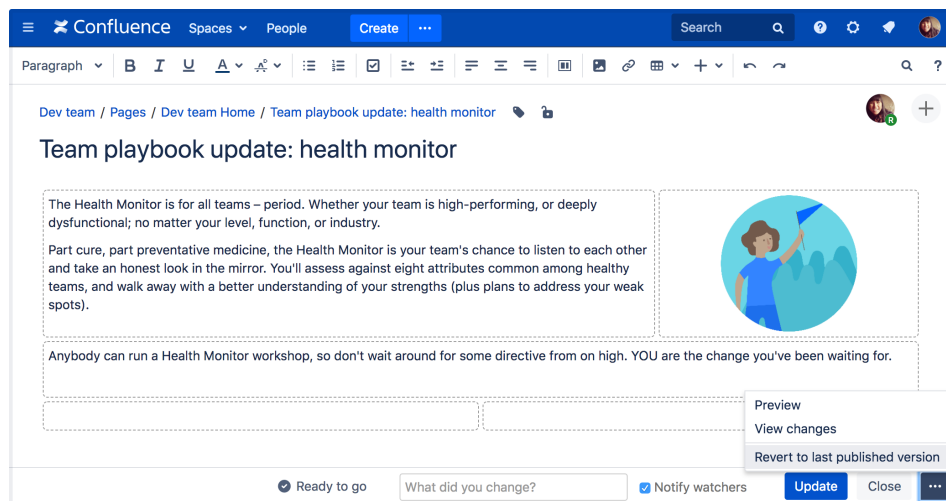 Confluence Spaces People Create ... Search ?
Paragraph B I U A ?
Dev team / Pages / Dev team Home / Team playbook update: health monitor
R
Team playbook update: health monitor
The Health Monitor is for all teams – period. Whether your team is high-performing, or deeply
dysfunctional; no matter your level, function, or industry.
Part cure, part preventative medicine, the Health Monitor is your team's chance to listen to each other
and take an honest look in the mirror. You'll assess against eight attributes common among healthy
teams, and walk away with a better understanding of your strengths (plus plans to address your weak
spots).
Anybody can run a Health Monitor workshop, so don't wait around for some directive from on high. YOU are the change you've been waiting for.
Preview
View changes
Revert to last published version
Ready to go What did you change? Notify watchers Update Close ...